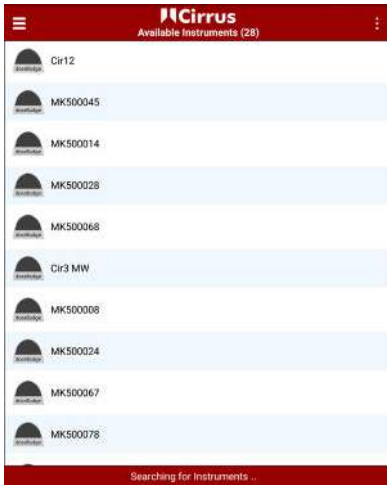 Cirrus
Available Instruments (28)
Cir12
MK500045
MK500014
MK500028
MK500068
Cir3 MW
MK500008
MK500024
MK500067
MK500078
Searching for Instruments ..